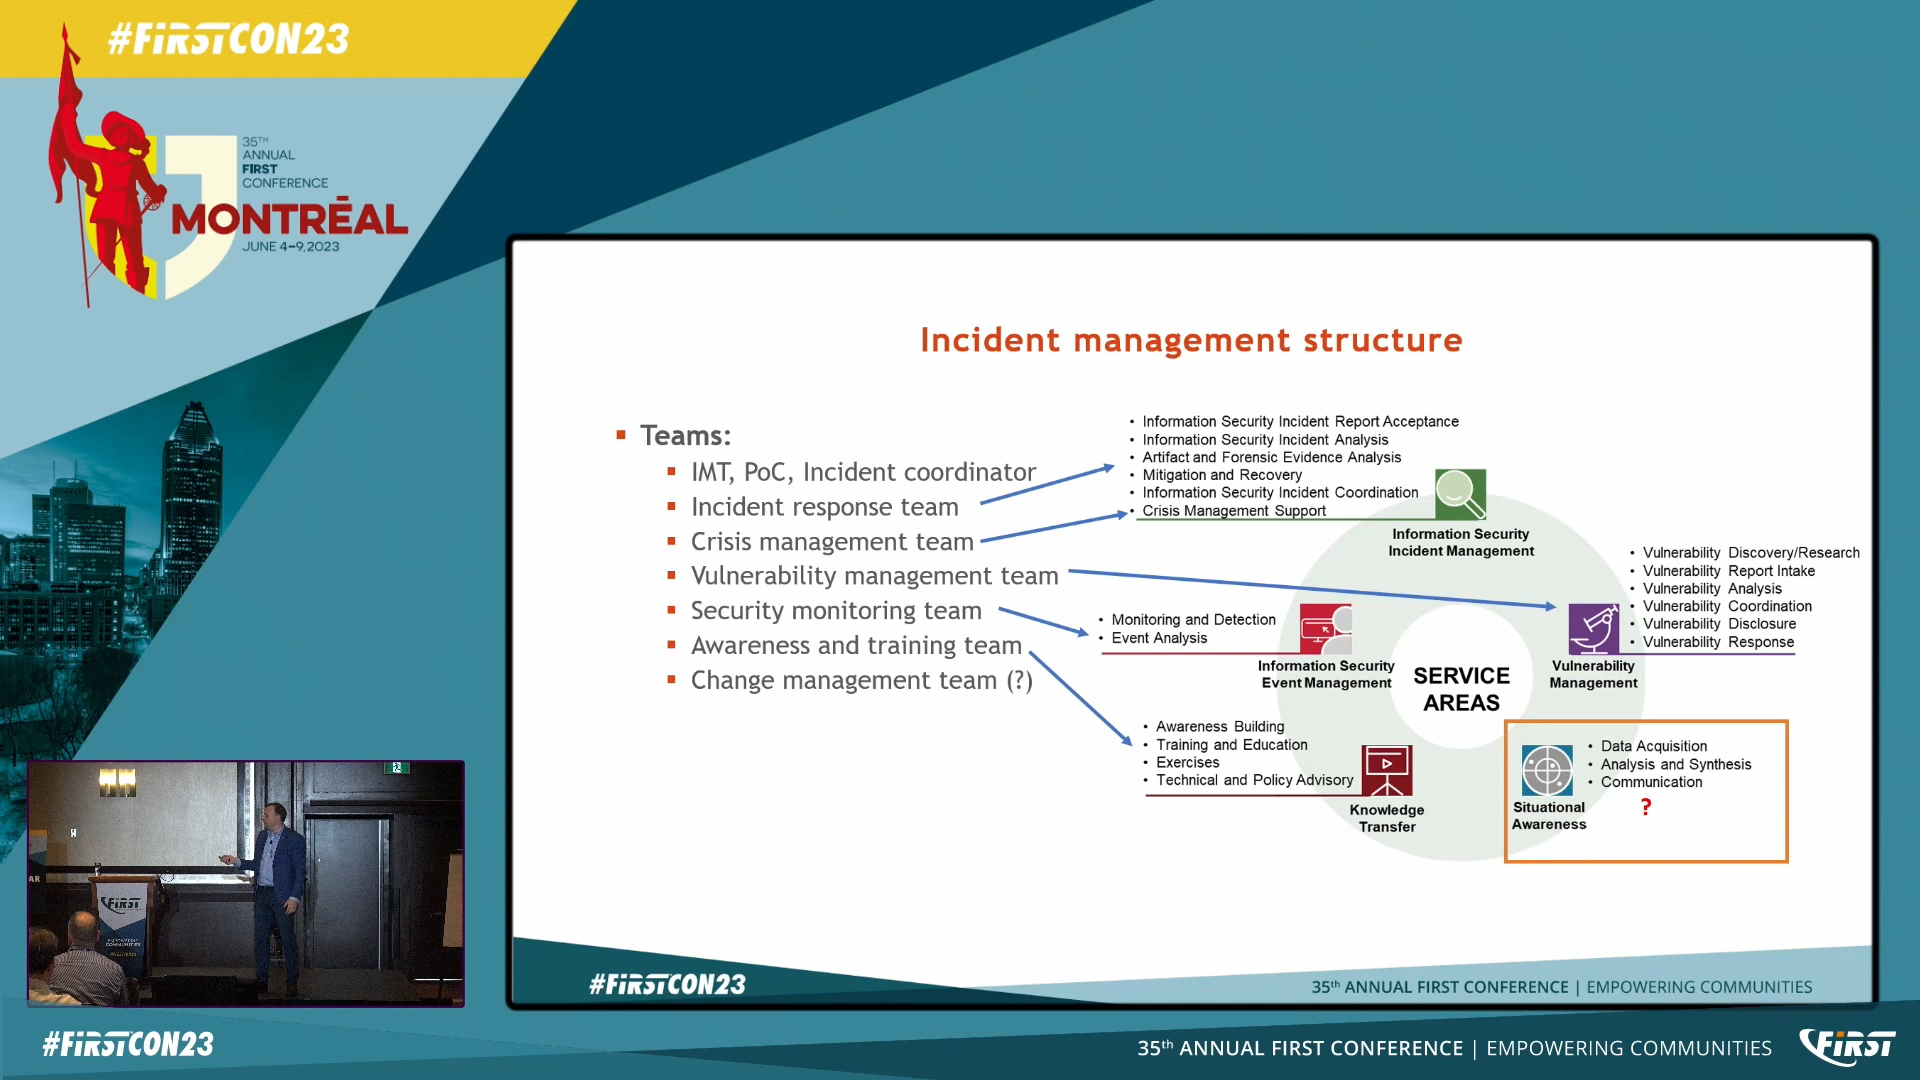 #FiRSTCON23
35TH
ANNUAL
FIRST
CONFERENCE
MONTRÉAL
JUNE 4–9, 2023
Incident management structure
Teams:
IMT, PoC, Incident coordinator
Incident response team
Crisis management team
Vulnerability management team
Security monitoring team
Awareness and training team
Change management team (?)
• Information Security Incident Report Acceptance
• Information Security Incident Analysis
• Artifact and Forensic Evidence Analysis
• Mitigation and Recovery
• Information Security Incident Coordination
• Crisis Management Support
Information Security
Incident Management
• Vulnerability Discovery/Research
• Vulnerability Report Intake
• Vulnerability Analysis
• Vulnerability Coordination
• Vulnerability Disclosure
• Vulnerability Response
Vulnerability
Management
• Monitoring and Detection
• Event Analysis
Information Security
Event Management
SERVICE
AREAS
• Awareness Building
• Training and Education
• Exercises
• Technical and Policy Advisory
Knowledge
Transfer
• Data Acquisition
• Analysis and Synthesis
• Communication
?
Situational
Awareness
#FiRSTCON23
35th ANNUAL FIRST CONFERENCE | EMPOWERING COMMUNITIES
AR
FiRST
EMPOWERING
COMMUNITIES
#FiRSTCON23
35th ANNUAL FIRST CONFERENCE | EMPOWERING COMMUNITIES
FiRST